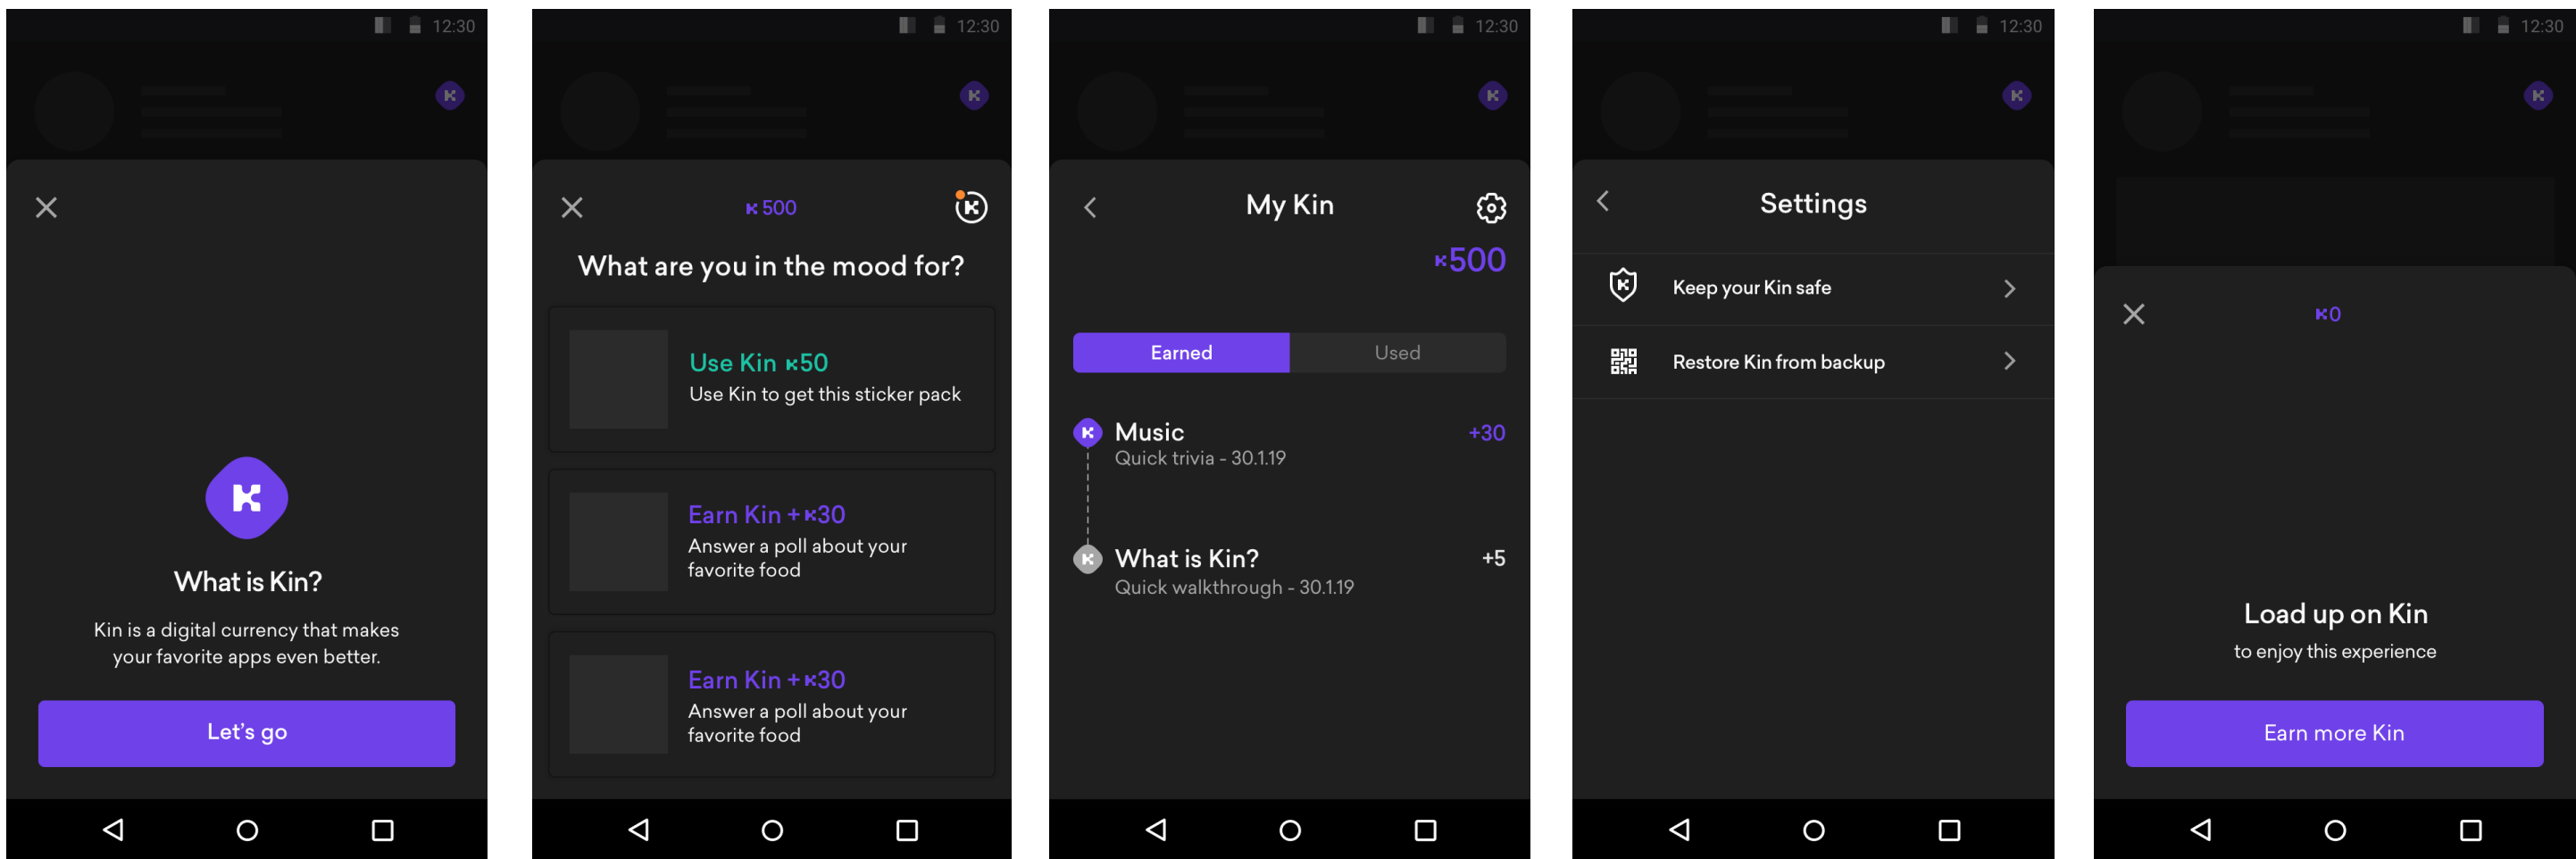 12:30
What is Kin?
Kin is a digital currency that makes
your favorite apps even better.
Let's go
12:30
K 500
What are you in the mood for?
Use Kin K50
Use Kin to get this sticker pack
Earn Kin + K30
Answer a poll about your
favorite food
Earn Kin + K30
Answer a poll about your
favorite food
12:30
My Kin
K500
Earned
Used
Music
+30
Quick trivia - 30.1.19
What is Kin?
+5
Quick walkthrough - 30.1.19
12:30
Settings
Keep your Kin safe
Restore Kin from backup
12:30
K0
Load up on Kin
to enjoy this experience
Earn more Kin